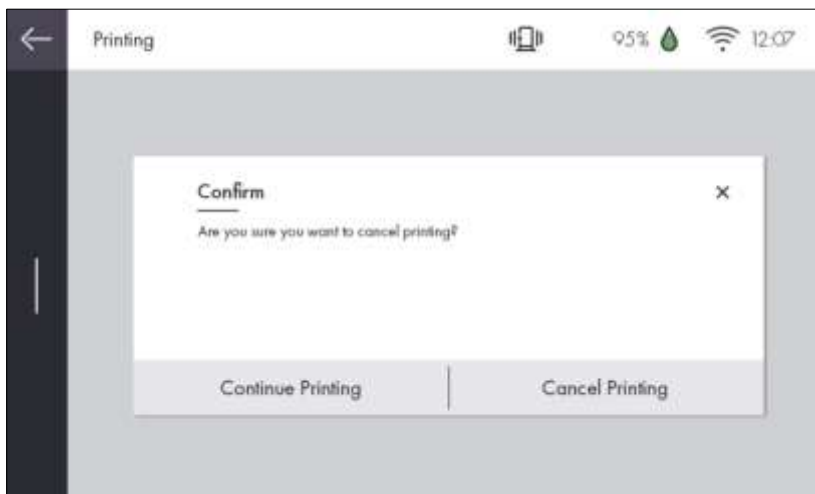 Printing 95% 12:07
Confirm
Are you sure you want to cancel printing?
Continue Printing Cancel Printing